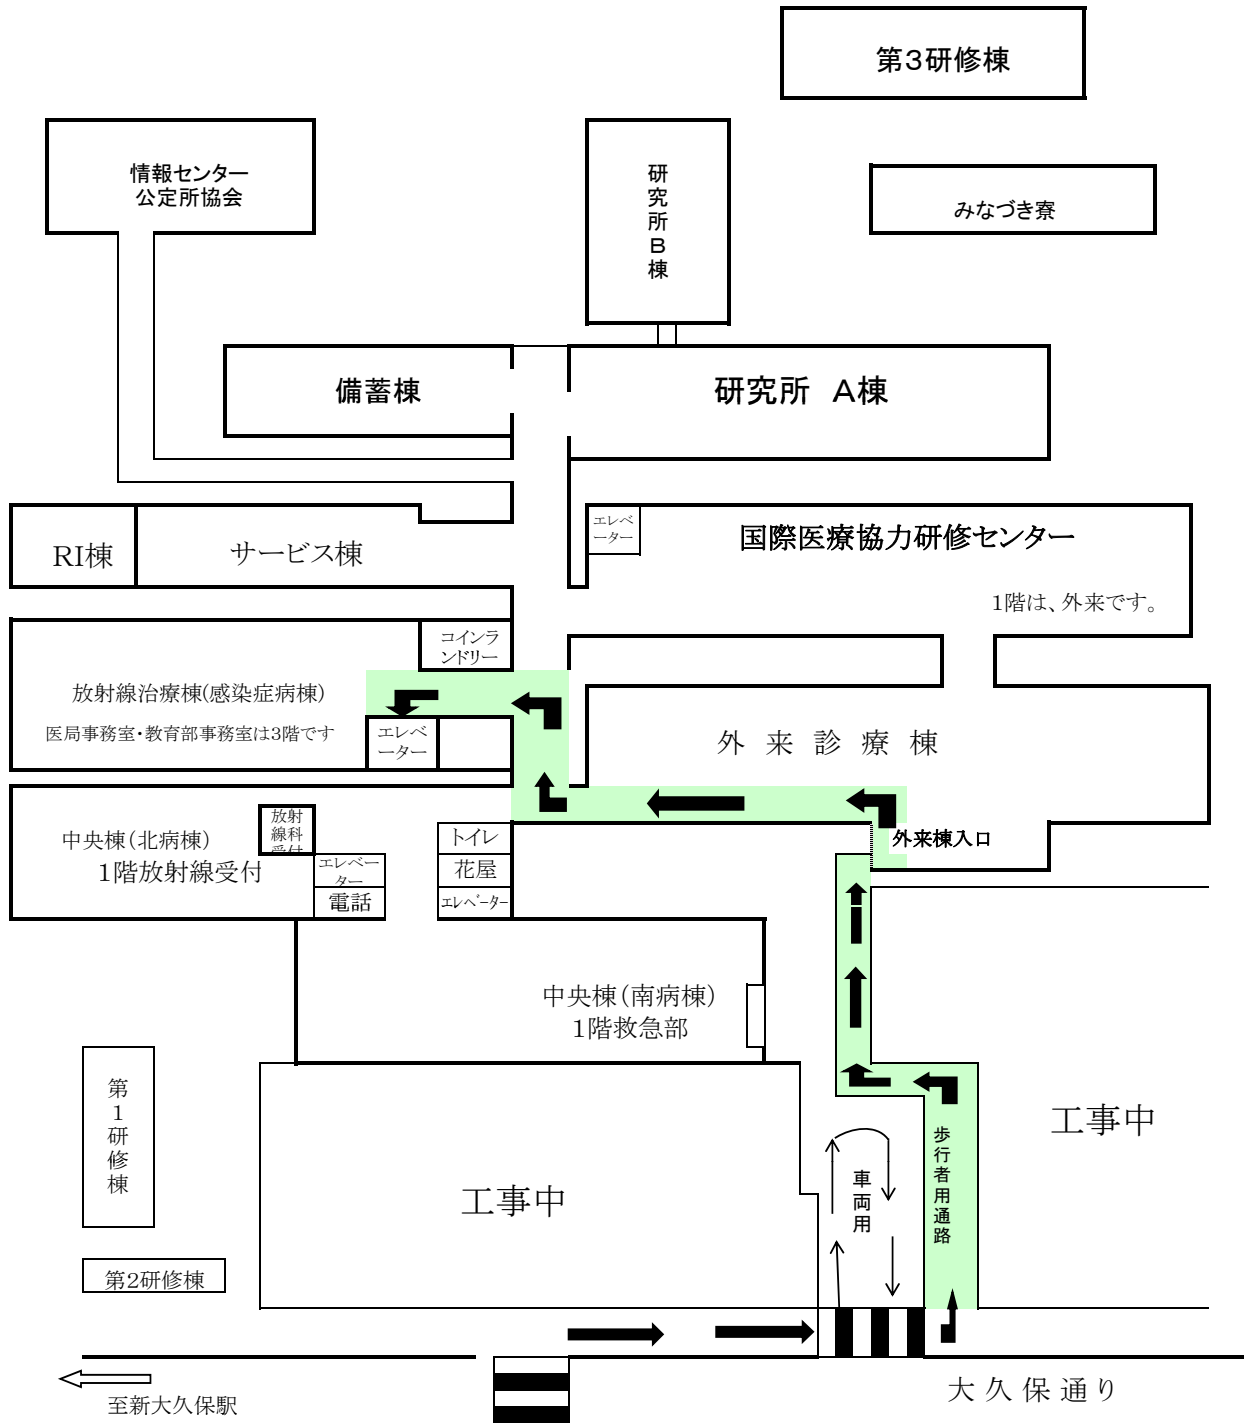 第3研修棟
情報センター
公定所協会
研究所B棟
みなづき寮
備蓄棟
研究所　A棟
RI棟
サービス棟
エレベ
ーター
国際医療協力研修センター
1階は、外来です。
コインラ
ンドリー
放射線治療棟(感染症病棟)
医局事務室・教育部事務室は3階です
エレベ
ーター
外 来 診 療 棟
放射
線科
受付
中央棟(北病棟)
1階放射線受付
エレベー
ター
電話
トイレ
花屋
エレベーター
外来棟入口
中央棟(南病棟)
1階救急部
第1研修棟
第2研修棟
工事中
工事中
車両用
歩行者用通路
至新大久保駅
大 久 保 通 り